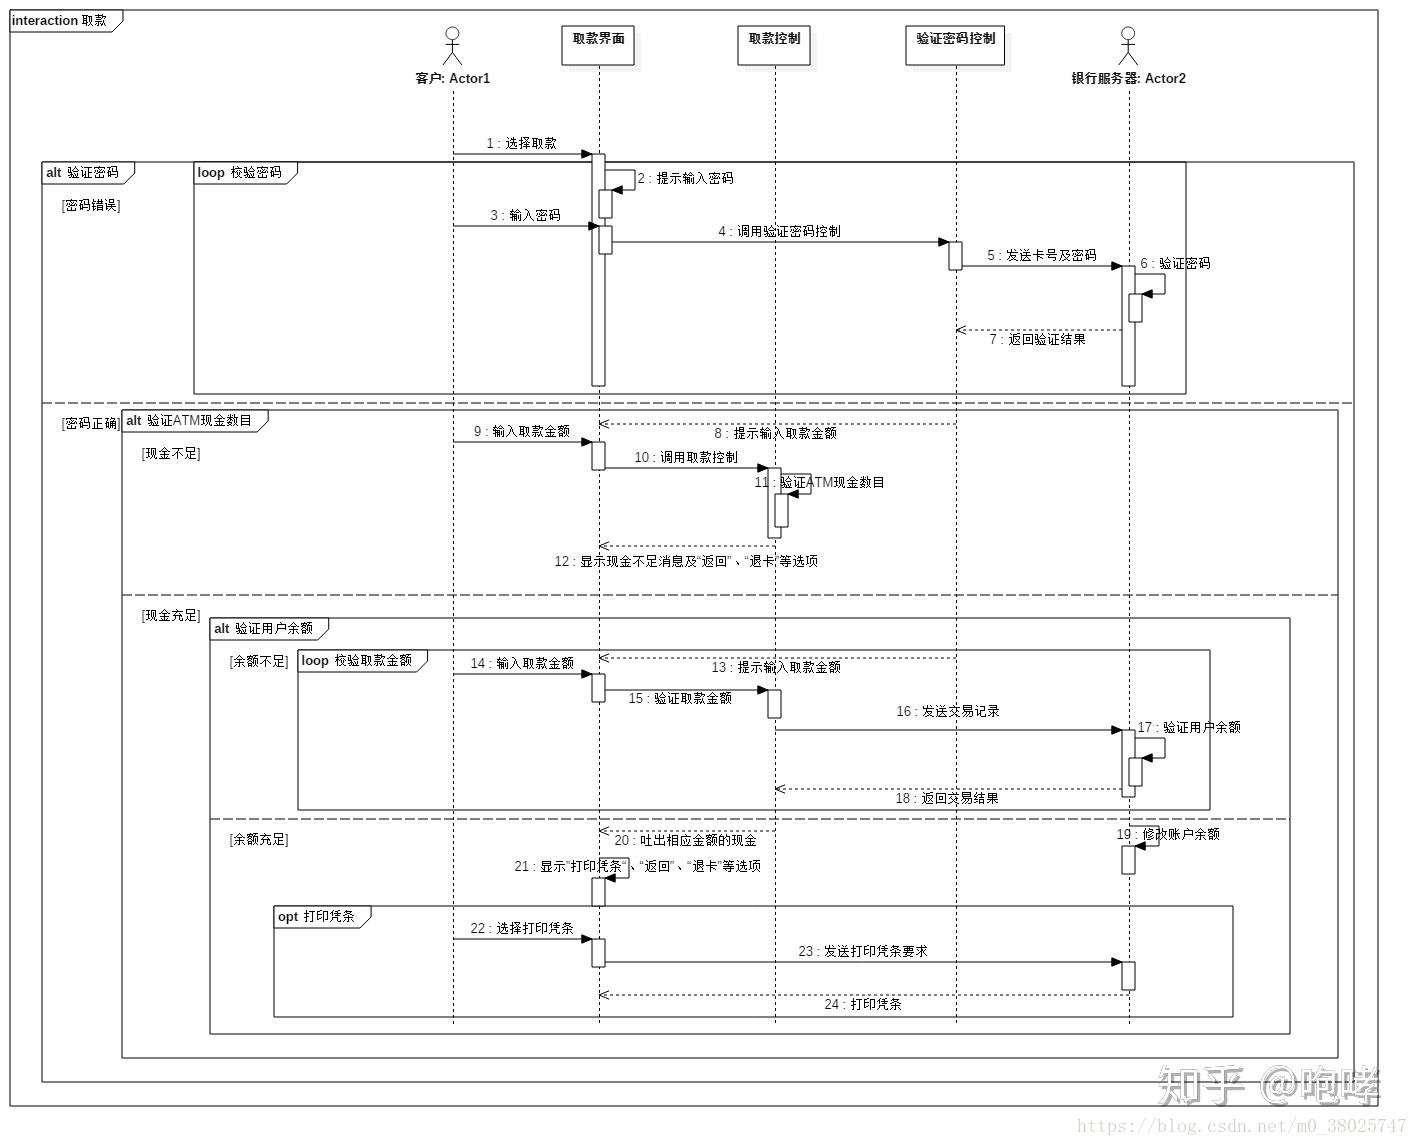 interaction 取款
取款界面
取款控制
验证密码控制
客户: Actor1
银行服务器: Actor2
1 : 选择取款
alt 验证密码
loop 校验密码
2 : 提示输入密码
[密码错误]
3 : 输入密码
4 : 调用验证密码控制
5 : 发送卡号及密码
6 : 验证密码
7 : 返回验证结果
[密码正确]
alt 验证ATM现金数目
8 : 提示输入取款金额
9 : 输入取款金额
[现金不足]
10 : 调用取款控制
11 : 验证ATM现金数目
12 : 显示现金不足消息及“返回”、“退卡”等选项
[现金充足]
alt 验证用户余额
[余额不足]
loop 校验取款金额
14 : 输入取款金额
13 : 提示输入取款金额
15 : 验证取款金额
16 : 发送交易记录
17 : 验证用户余额
18 : 返回交易结果
[余额充足]
20 : 吐出相应金额的现金
19 : 修改账户余额
21 : 显示”打印凭条“、“返回”、“退卡”等选项
opt 打印凭条
22 : 选择打印凭条
23 : 发送打印凭条要求
24 : 打印凭条
知乎 @咆哮
https://blog.csdn.net/m0_38025747